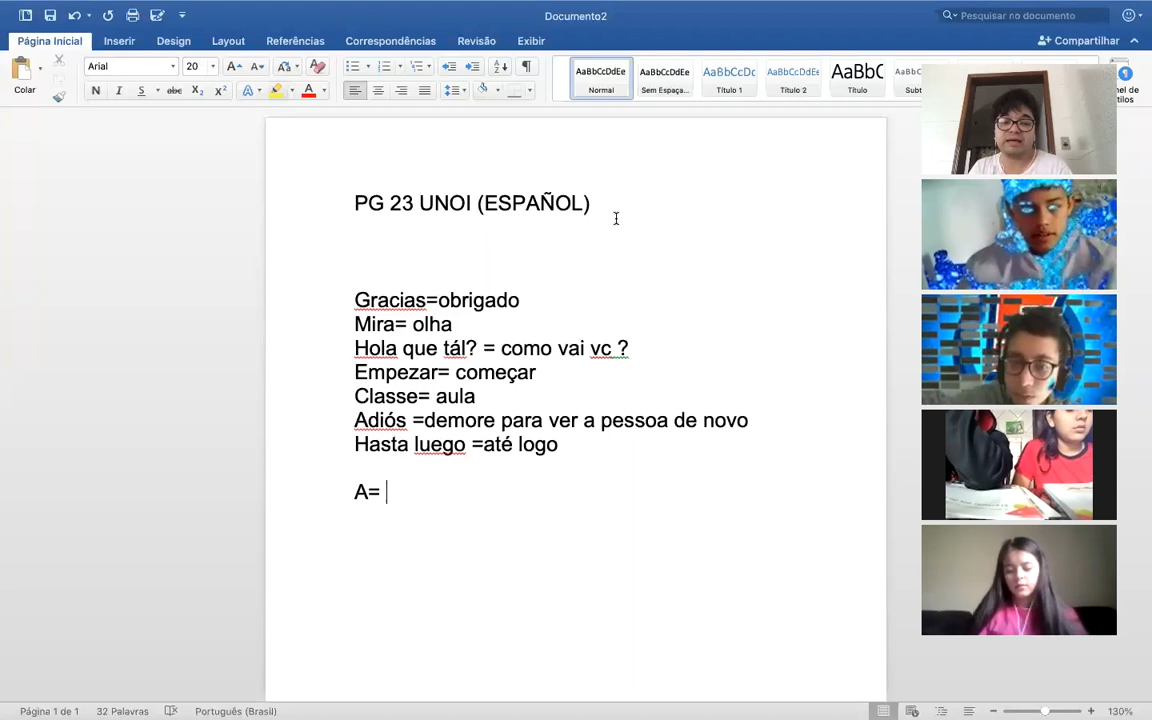 Documento2
Pesquisar no documento
Página Inicial Inserir Design Layout Referências Correspondências Revisão Exibir Compartilhar
Colar
Arial 20
AaBbCcDdEe AaBbCcDdEe AaBbCcDc AaBbCcDdEe AaBbC
Normal Sem Espaça... Título 1 Título 2 Título
PG 23 UNOI (ESPAÑOL)
Gracias=obrigado
Mira= olha
Hola que tál? = como vai vc ?
Empezar= começar
Classe= aula
Adiós =demore para ver a pessoa de novo
Hasta luego =até logo
A=
Página 1 de 1 32 Palavras Português (Brasil) 130%